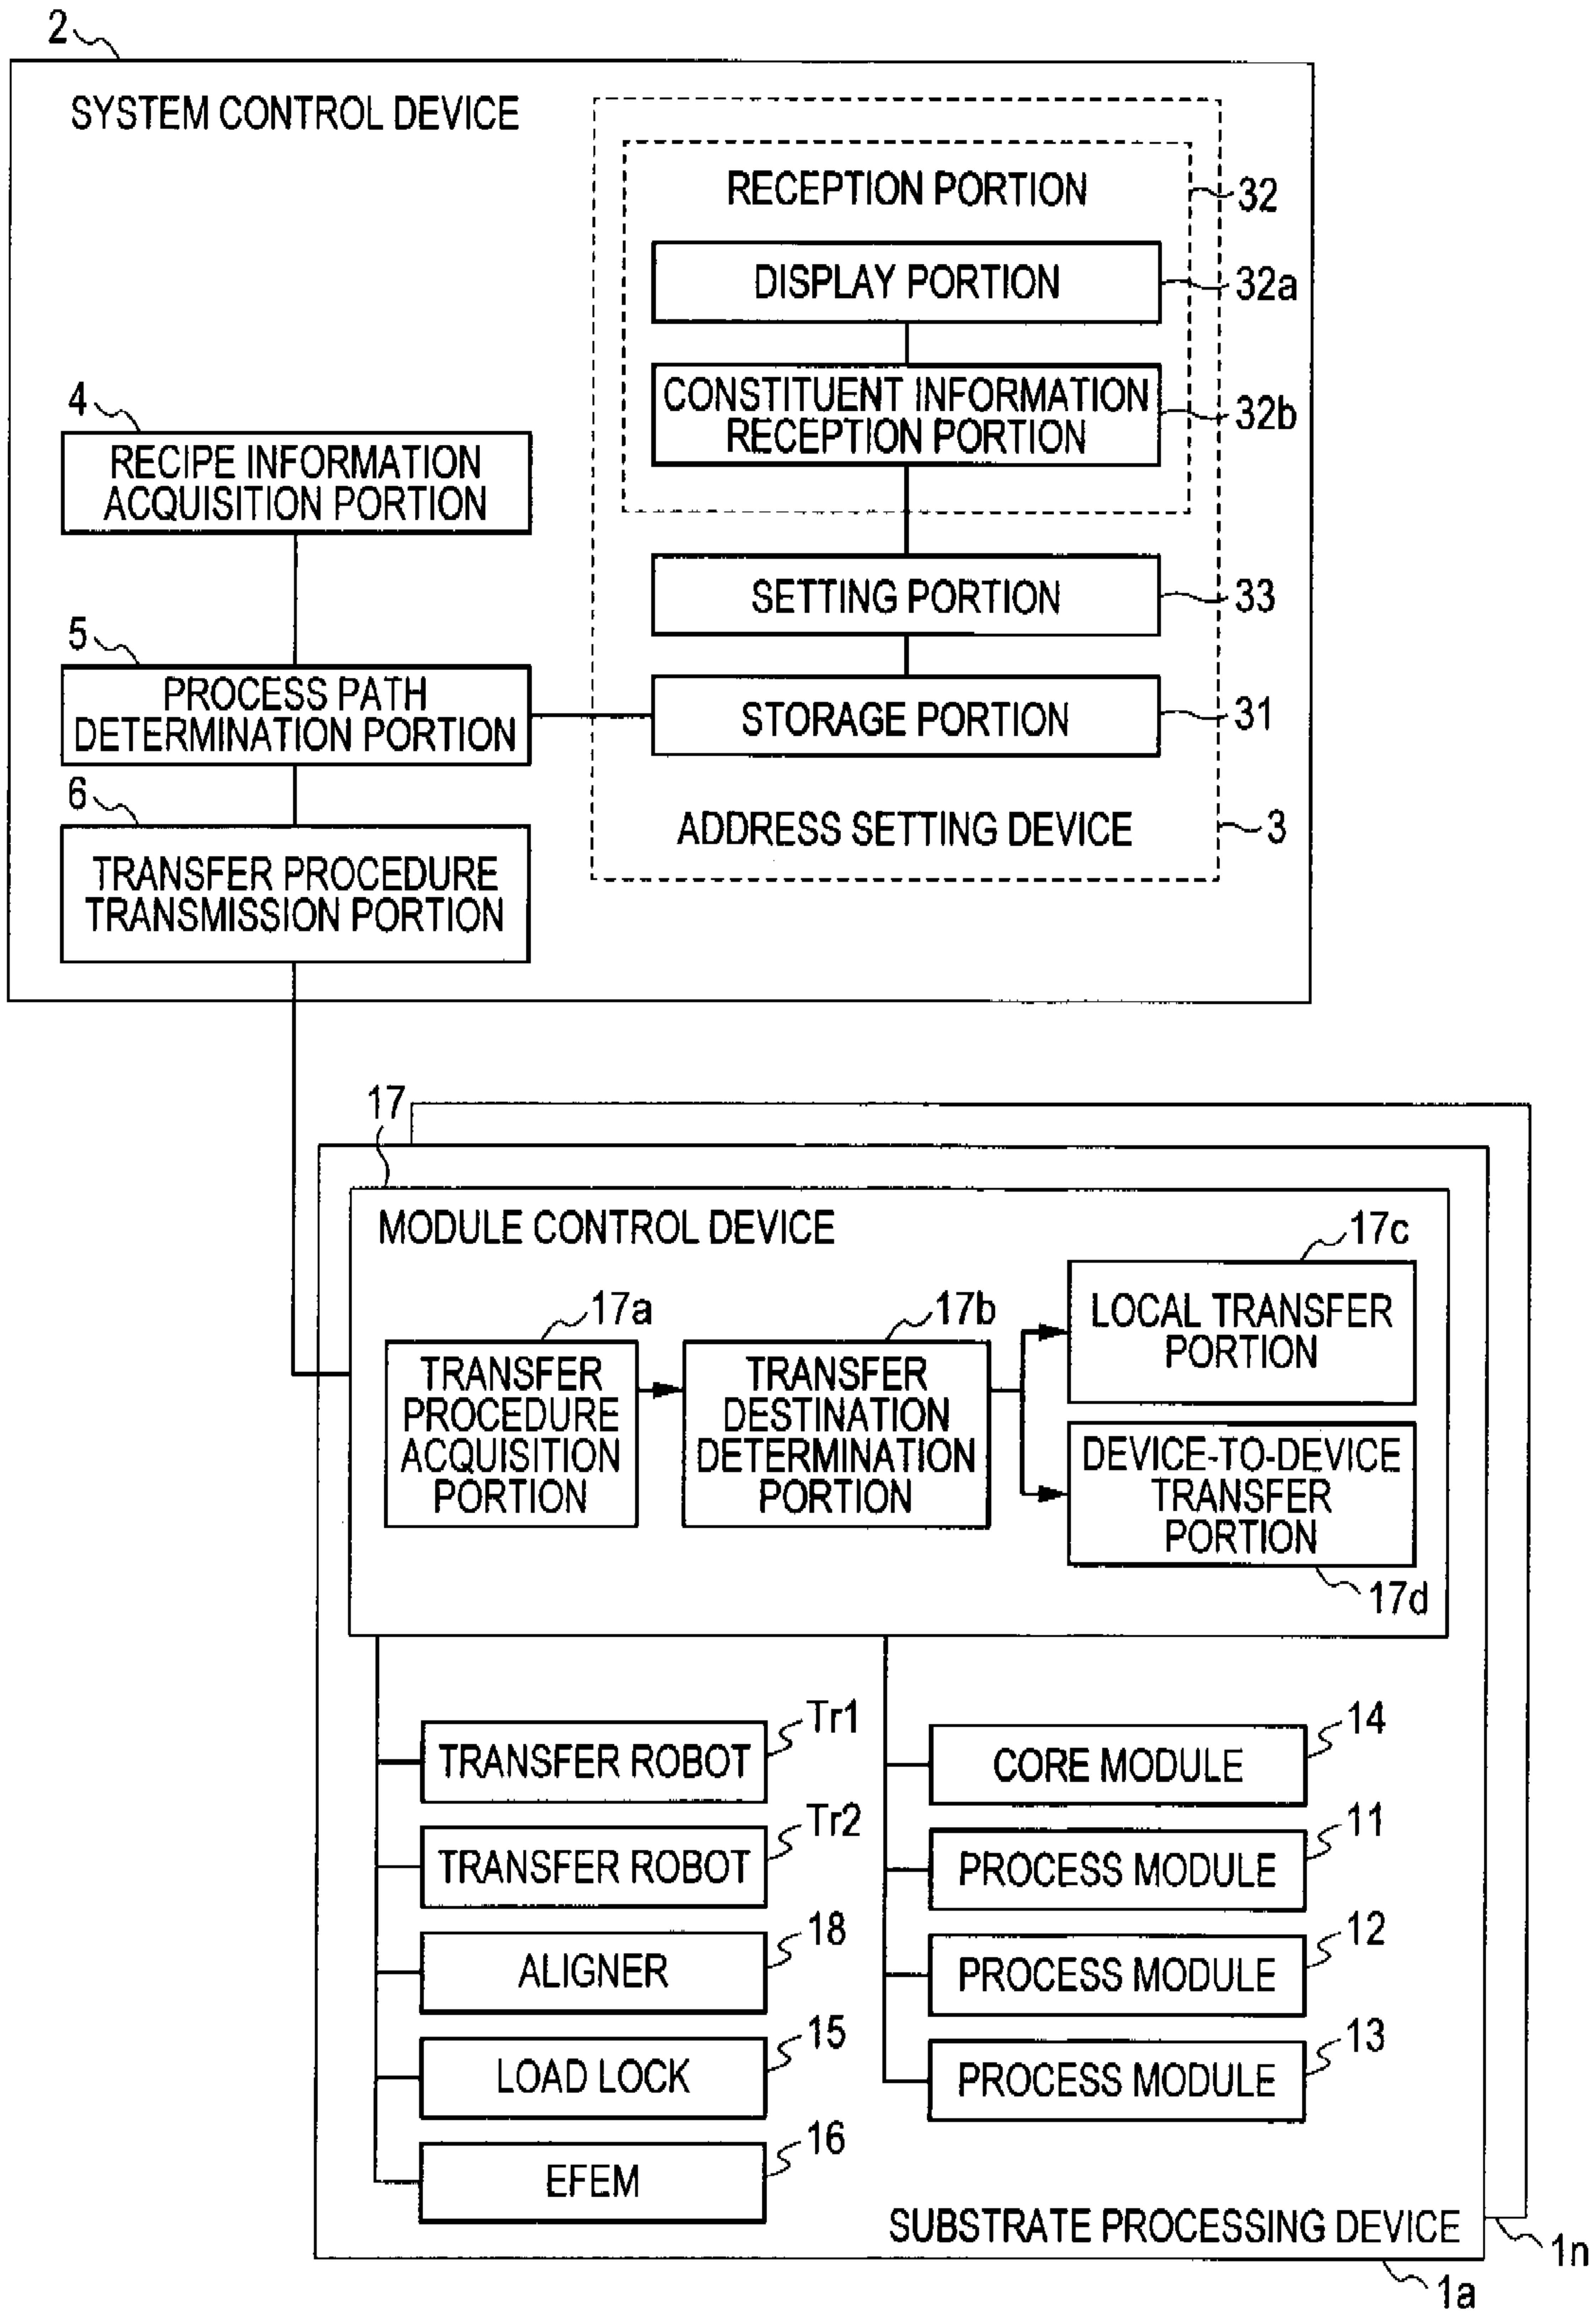 2
SYSTEM CONTROL DEVICE
RECEPTION PORTION
32
DISPLAY PORTION
32a
CONSTITUENT INFORMATION
RECEPTION PORTION
32b
4
RECIPE INFORMATION
ACQUISITION PORTION
SETTING PORTION
33
5
PROCESS PATH
DETERMINATION PORTION
STORAGE PORTION
31
6
TRANSFER PROCEDURE
TRANSMISSION PORTION
ADDRESS SETTING DEVICE
3
17
MODULE CONTROL DEVICE
17a
TRANSFER
PROCEDURE
ACQUISITION
PORTION
17b
TRANSFER
DESTINATION
DETERMINATION
PORTION
17c
LOCAL TRANSFER
PORTION
DEVICE-TO-DEVICE
TRANSFER
PORTION
17d
TRANSFER ROBOT
Tr1
TRANSFER ROBOT
Tr2
ALIGNER
18
LOAD LOCK
15
EFEM
16
CORE MODULE
14
PROCESS MODULE
11
PROCESS MODULE
12
PROCESS MODULE
13
SUBSTRATE PROCESSING DEVICE
1n
1a